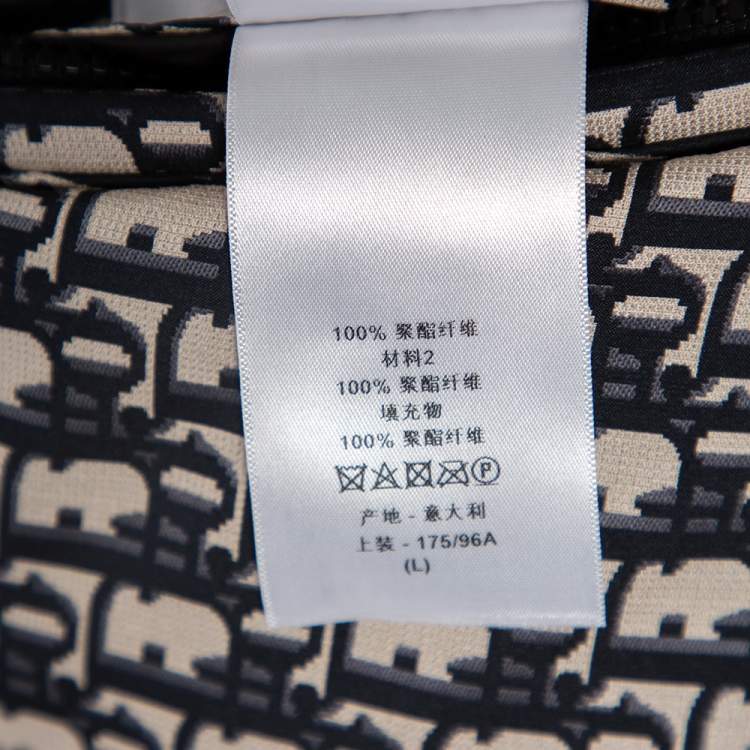 100% 聚酯纤维
材料2
100% 聚酯纤维
填充物
100% 聚酯纤维
P
产地 - 意大利
上装 - 175/96A
(L)